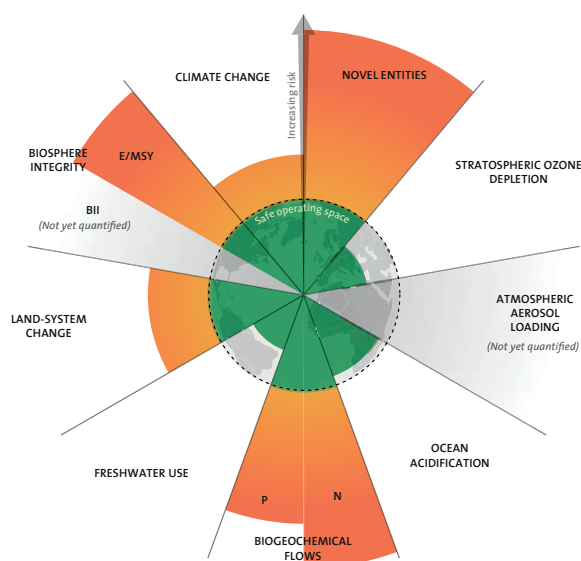 CLIMATE CHANGE
Increasing risk
NOVEL ENTITIES
STRATOSPHERIC OZONE
DEPLETION
BIOSPHERE
INTEGRITY
E/MSY
BII
(Not yet quantified)
Safe operating space
LAND-SYSTEM
CHANGE
ATMOSPHERIC
AEROSOL
LOADING
(Not yet quantified)
FRESHWATER USE
OCEAN
ACIDIFICATION
P
N
BIOGEOCHEMICAL
FLOWS